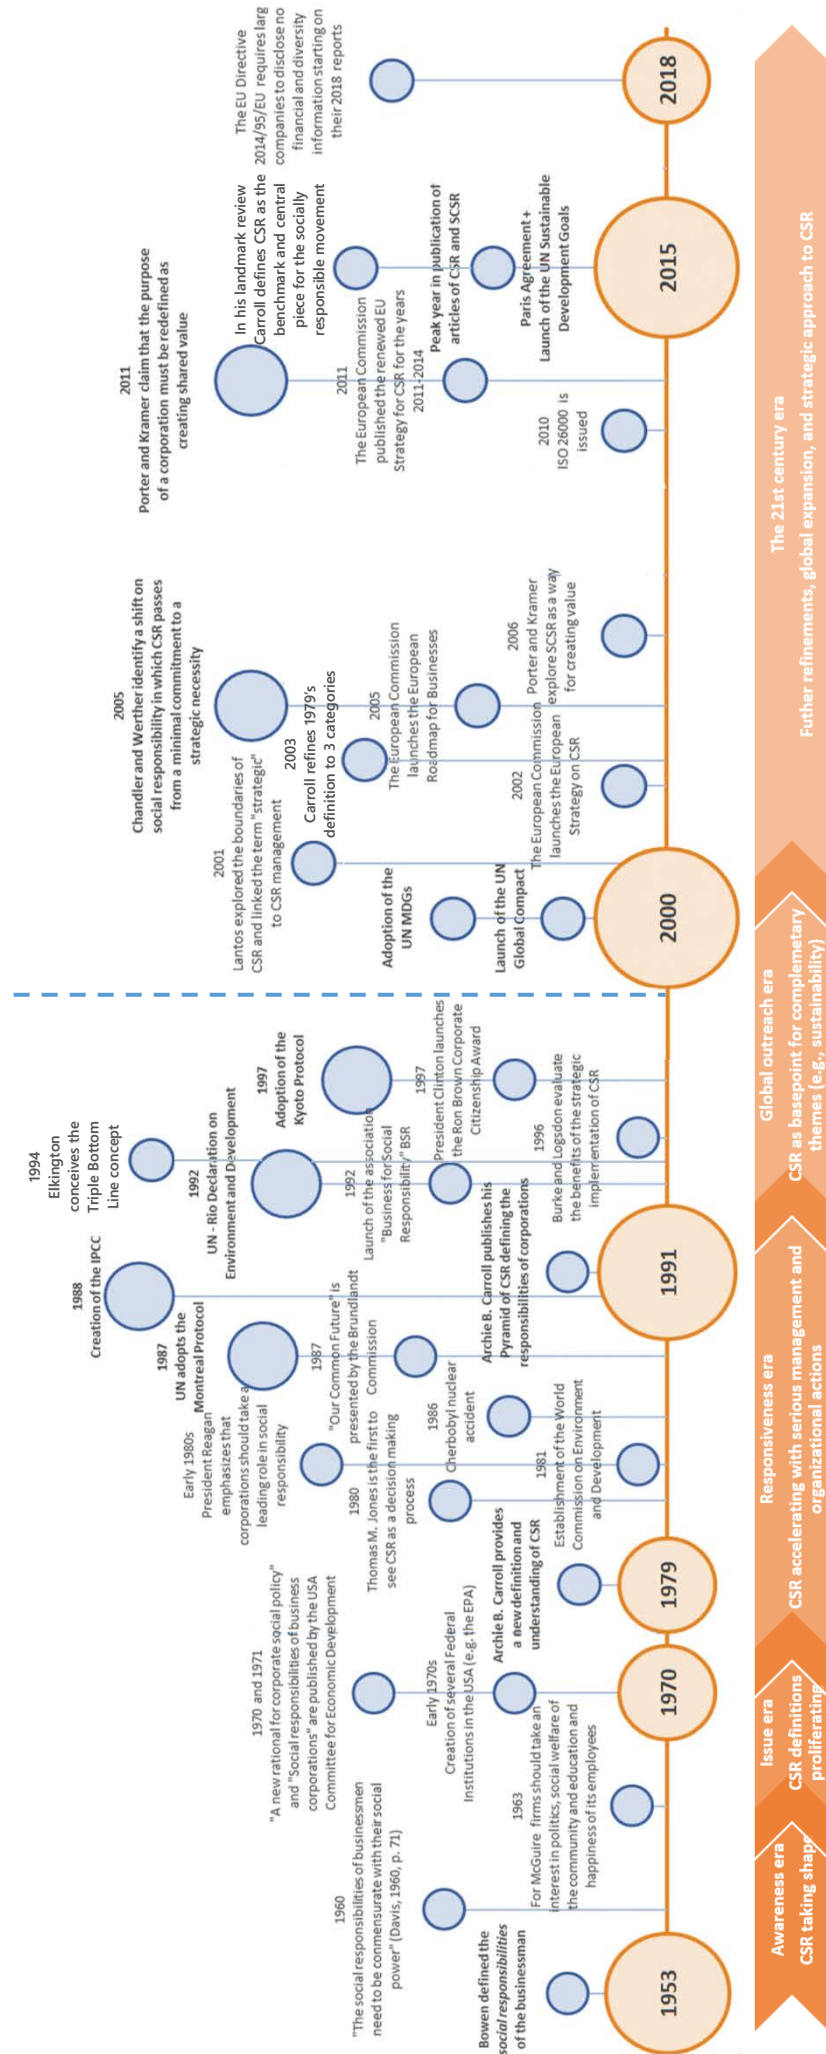 Bowen defined the
social responsibilities
of the businessman
1953
1960
"The social responsibilities of businessmen
need to be conmensurate with their social
power" (Davis, 1960, p. 71)
1963
For McGuire firms should take an
interest in politics, social welfare of
the community and education and
happiness of its employees
1970 and 1971
"A new rational for corporate social policy"
and "Social responsibilities of business
corporations" are published by the USA
Committee for Economic Development
Early 1970s
Creation of several Federal
Institutions in the USA (e.g. the EPA)
1970
Archie B. Carroll provides
a new definition and
understanding of CSR
1979
1980
Thomas M. Jones is the first to
see CSR as a decision making
process
Early 1980s
President Reagan
emphasizes that
corporations should take a
leading role in social
responsibility
1981
Establishment of the World
Commission on Environment
and Development
1986
Cherbobyl nuclear
accident
1987
UN adopts the
Montreal Protocol
1987
"Our Common Future" is
presented by the Brundlandt
Commission
1988
Creation of the IPCC
Archie B. Carroll publishes his
Pyramid of CSR defining the
responsibilities of corporations
1991
1992
UN - Rio Declaration on
Environment and Development
1992
Launch of the association
"Business for Social
Responsibility" BSR
1994
Elkington
conceives the
Triple Bottom
Line concept
1996
Burke and Logsdon evaluate
the benefits of the strategic
implementation of CSR
1997
Adoption of the
Kyoto Protocol
1997
President Clinton launches
the Ron Brown Corporate
Citizenship Award
Adoption of the
UN MDGs
Launch of the UN
Global Compact
2000
2001
Lantos explored the boundaries of
CSR and linked the term "strategic"
to CSR management
2002
The European Commission
launches the European
Strategy on CSR
2003
Carroll refines 1979's
definition to 3 categories
2005
Chandler and Werther identify a shift on
social responsibility in which CSR passes
from a minimal commitment to a
strategic necessity
2005
The European Commission
launches the European
Roadmap for Businesses
2006
Porter and Kramer
explore SCSR as a way
for creating value
2010
ISO 26000 is
issued
2011
Porter and Kramer claim that the purpose
of a corporation must be redefined as
creating shared value
2011
The European Commission
published the renewed EU
Strategy for CSR for the years
2011-2014
In his landmark review
Carroll defines CSR as the
benchmark and central
piece for the socially
responsible movement
Peak year in publication of
articles of CSR and SCSR
Paris Agreement +
Launch of the UN Sustainable
Development Goals
2015
The EU Directive
2014/95/EU requires larg
companies to disclose no
financial and diversity
information starting on
their 2018 reports
2018
Awareness era
CSR taking shape
Issue era
CSR definitions
proliferating
Responsiveness era
CSR accelerating with serious management and
organizational actions
Global outreach era
CSR as basepoint for complemetary
themes (e.g., sustainability)
The 21st century era
Futher refinements, global expansion, and strategic approach to CSR